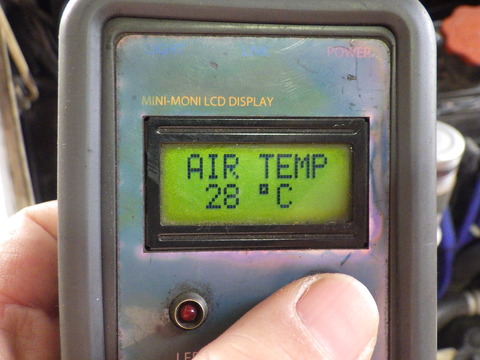 POWER
MINI-MONI LCD DISPLAY
AIR TEMP
28 °C